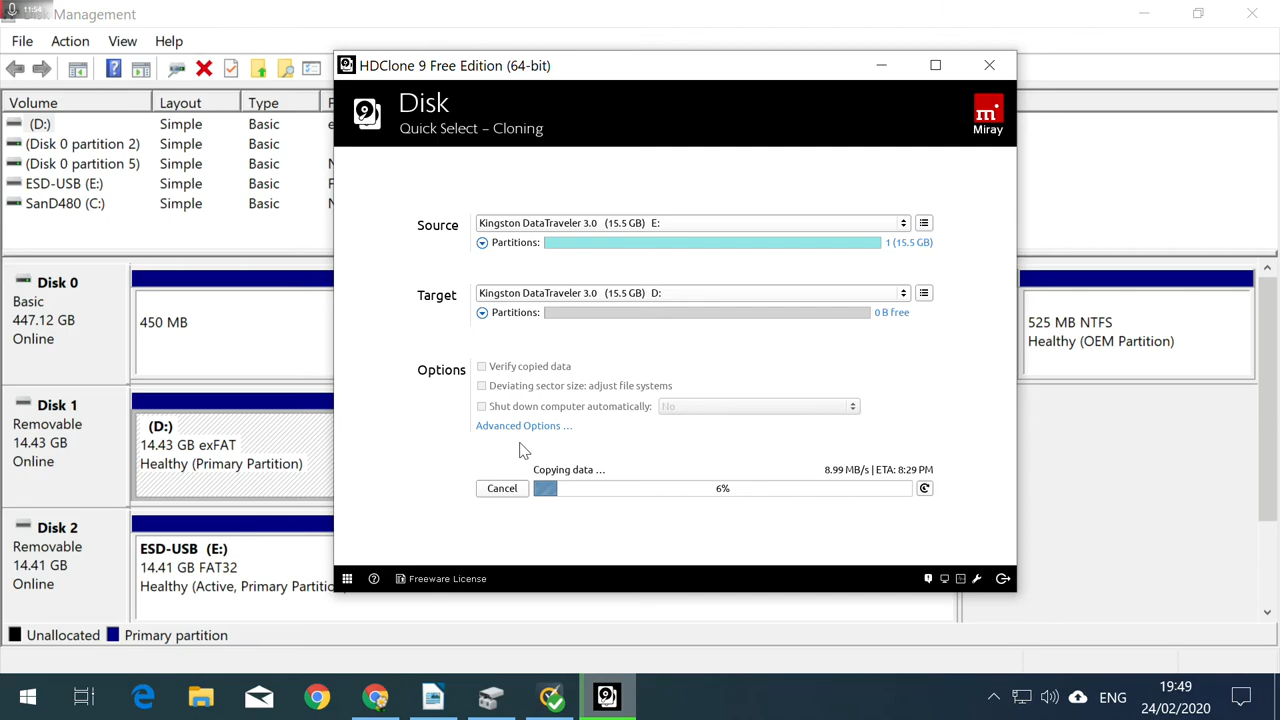 11:54
Disk Management
File Action View Help
Volume Layout Type
(D:) Simple Basic
(Disk 0 partition 2) Simple Basic
(Disk 0 partition 5) Simple Basic
ESD-USB (E:) Simple Basic
SanD480 (C:) Simple Basic
Disk 0
Basic
447.12 GB
Online
450 MB
525 MB NTFS
Healthy (OEM Partition)
Disk 1
Removable
14.43 GB
Online
(D:)
14.43 GB exFAT
Healthy (Primary Partition)
Disk 2
Removable
14.41 GB
Online
ESD-USB (E:)
14.41 GB FAT32
Healthy (Active, Primary Partition)
Unallocated Primary partition
HDClone 9 Free Edition (64-bit)
9
Disk
Quick Select – Cloning
m
Miray
Source
Kingston DataTraveler 3.0 (15.5 GB) E:
Partitions: 1 (15.5 GB)
Target
Kingston DataTraveler 3.0 (15.5 GB) D:
Partitions: 0 B free
Options
Verify copied data
Deviating sector size: adjust file systems
Shut down computer automatically: No
Advanced Options ...
Copying data ... 8.99 MB/s | ETA: 8:29 PM
Cancel 6%
Freeware License
ENG
19:49
24/02/2020